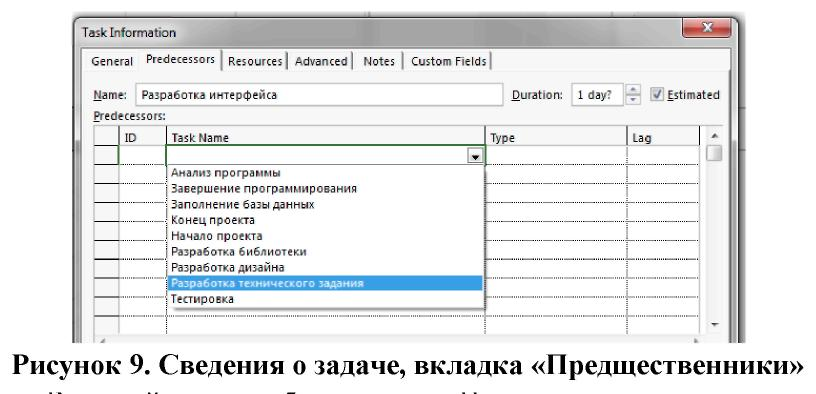 Task Information
General Predecessors Resources Advanced Notes Custom Fields
Name: Разработка интерфейса Duration: 1 day? Estimated
Predecessors:
ID Task Name Type Lag
Анализ программы
Завершение программирования
Заполнение базы данных
Конец проекта
Начало проекта
Разработка библиотеки
Разработка дизайна
Разработка технического задания
Тестировка
Рисунок 9. Сведения о задаче, вкладка «Предщественники»